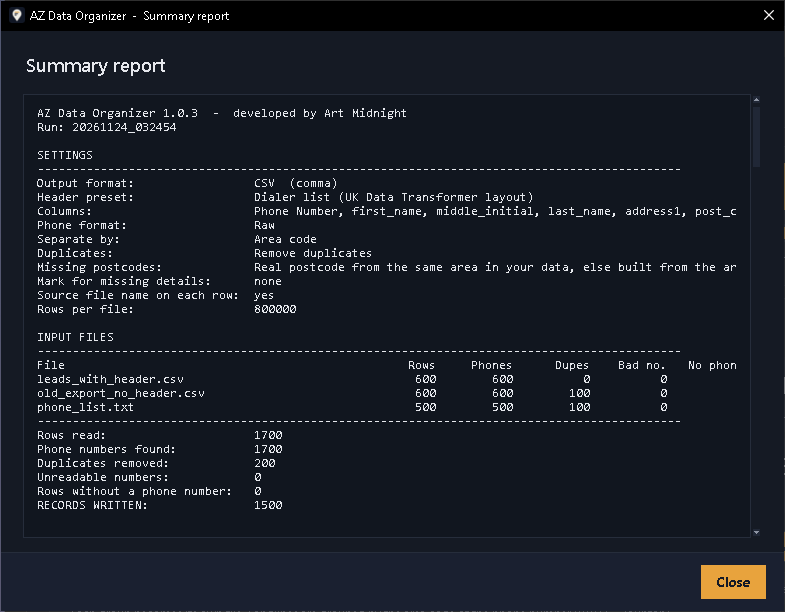 AZ Data Organizer - Summary report
Summary report
AZ Data Organizer 1.0.3 - developed by Art Midnight
Run: 20261124_032454
SETTINGS
--------------------------------------------------------------------------------------------
Output format: CSV (comma)
Header preset: Dialer list (UK Data Transformer layout)
Columns: Phone Number, first_name, middle_initial, last_name, address1, post_c
Phone format: Raw
Separate by: Area code
Duplicates: Remove duplicates
Missing postcodes: Real postcode from the same area in your data, else built from the ar
Mark for missing details: none
Source file name on each row: yes
Rows per file: 800000
INPUT FILES
--------------------------------------------------------------------------------------------
File Rows Phones Dupes Bad no. No phon
leads_with_header.csv 600 600 0 0
old_export_no_header.csv 600 600 100 0
phone_list.txt 500 500 100 0
--------------------------------------------------------------------------------------------
Rows read: 1700
Phone numbers found: 1700
Duplicates removed: 200
Unreadable numbers: 0
Rows without a phone number: 0
RECORDS WRITTEN: 1500
Close